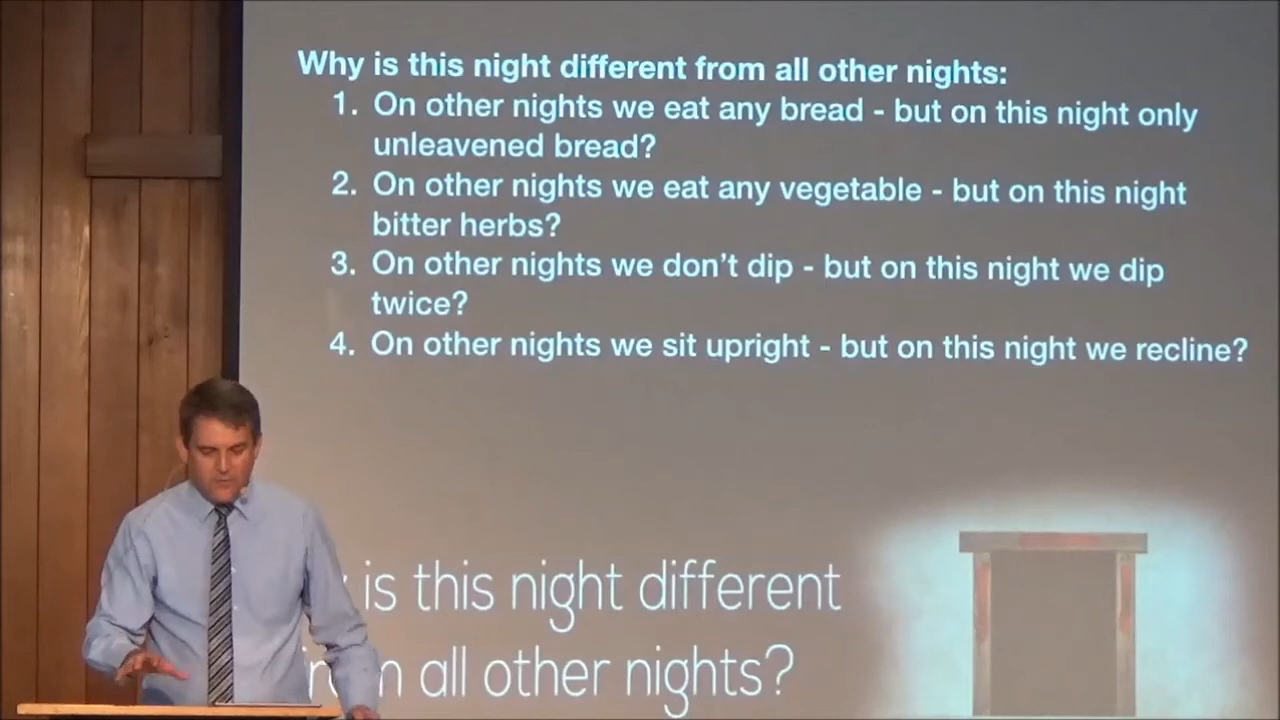 Why is this night different from all other nights:
1. On other nights we eat any bread - but on this night only
unleavened bread?
2. On other nights we eat any vegetable - but on this night
bitter herbs?
3. On other nights we don't dip - but on this night we dip
twice?
4. On other nights we sit upright - but on this night we recline?
is this night different
all other nights?